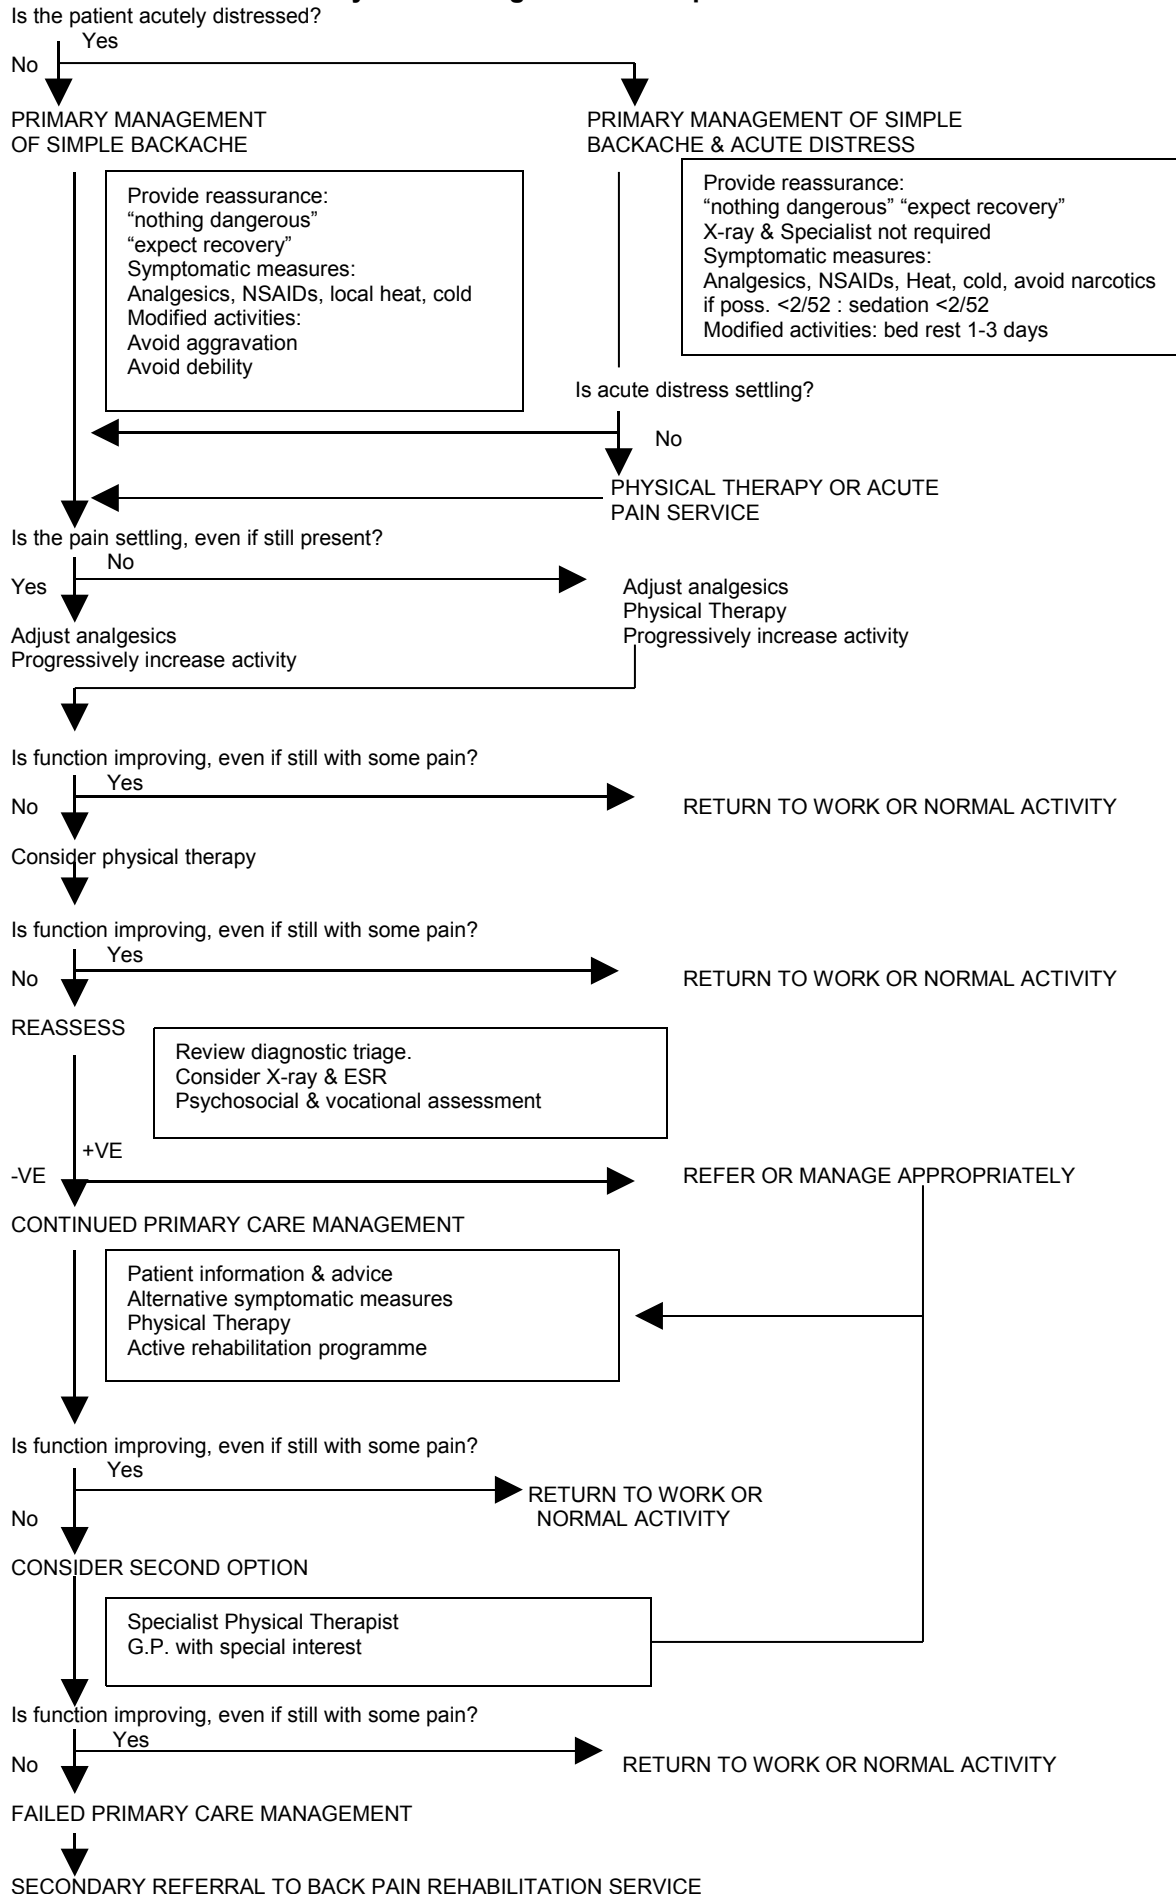 Is the patient acutely distressed?
Yes
No
PRIMARY MANAGEMENT
OF SIMPLE BACKACHE
PRIMARY MANAGEMENT OF SIMPLE
BACKACHE & ACUTE DISTRESS
Provide reassurance:
“nothing dangerous”
“expect recovery”
Symptomatic measures:
Analgesics, NSAIDs, local heat, cold
Modified activities:
Avoid aggravation
Avoid debility
Provide reassurance:
“nothing dangerous” “expect recovery”
X-ray & Specialist not required
Symptomatic measures:
Analgesics, NSAIDs, Heat, cold, avoid narcotics
if poss. <2/52 : sedation <2/52
Modified activities: bed rest 1-3 days
Is acute distress settling?
No
PHYSICAL THERAPY OR ACUTE
PAIN SERVICE
Is the pain settling, even if still present?
No
Yes
Adjust analgesics
Physical Therapy
Progressively increase activity
Adjust analgesics
Progressively increase activity
Is function improving, even if still with some pain?
Yes
No
RETURN TO WORK OR NORMAL ACTIVITY
Consider physical therapy
Is function improving, even if still with some pain?
Yes
No
RETURN TO WORK OR NORMAL ACTIVITY
REASSESS
Review diagnostic triage.
Consider X-ray & ESR
Psychosocial & vocational assessment
+VE
-VE
REFER OR MANAGE APPROPRIATELY
CONTINUED PRIMARY CARE MANAGEMENT
Patient information & advice
Alternative symptomatic measures
Physical Therapy
Active rehabilitation programme
Is function improving, even if still with some pain?
Yes
RETURN TO WORK OR
NORMAL ACTIVITY
No
CONSIDER SECOND OPTION
Specialist Physical Therapist
G.P. with special interest
Is function improving, even if still with some pain?
Yes
No
RETURN TO WORK OR NORMAL ACTIVITY
FAILED PRIMARY CARE MANAGEMENT
SECONDARY REFERRAL TO BACK PAIN REHABILITATION SERVICE